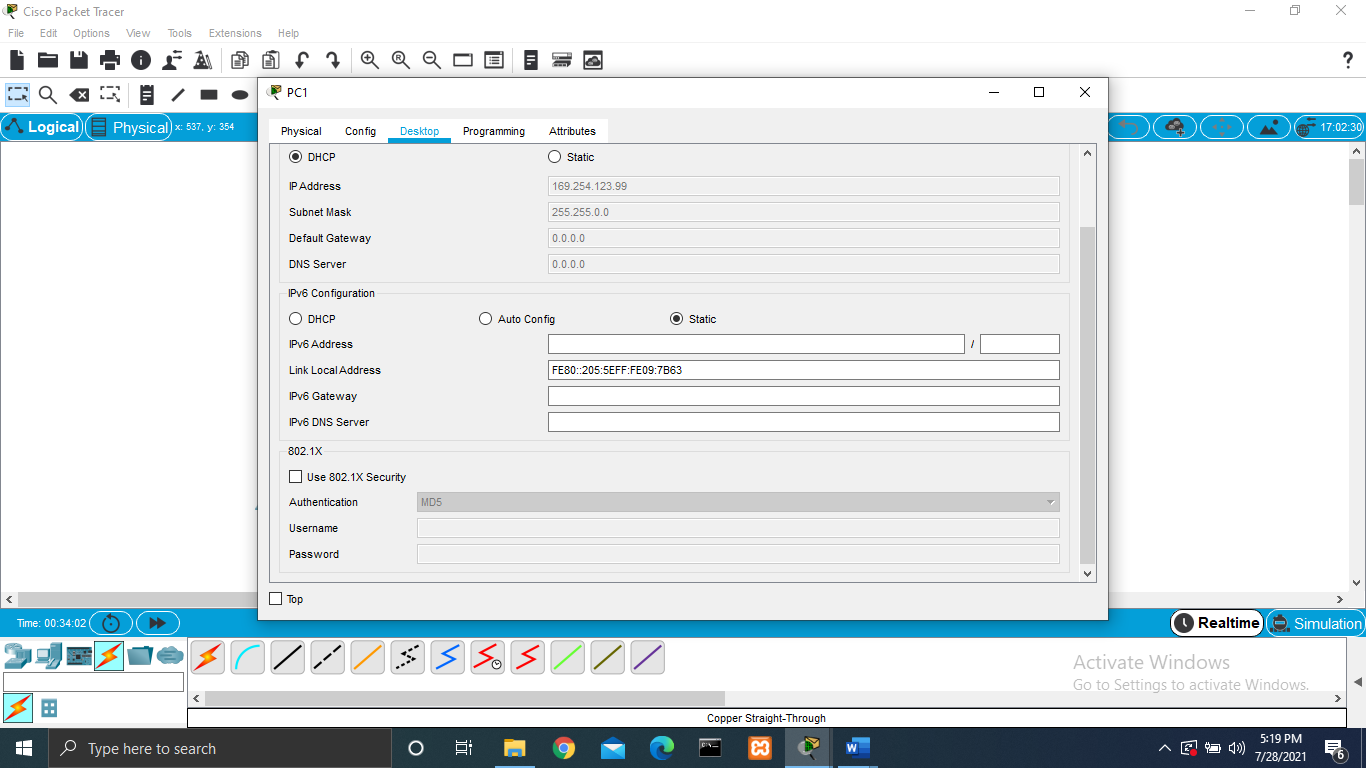 Cisco Packet Tracer
File Edit Options View Tools Extensions Help
?
PC1
Logical Physical x: 537, y: 354
17:02:30
Physical Config Desktop Programming Attributes
DHCP Static
IP Address 169.254.123.99
Subnet Mask 255.255.0.0
Default Gateway 0.0.0.0
DNS Server 0.0.0.0
IPv6 Configuration
DHCP Auto Config Static
IPv6 Address /
Link Local Address FE80::205:5EFF:FE09:7B63
IPv6 Gateway
IPv6 DNS Server
802.1X
Use 802.1X Security
Authentication MD5
Username
Password
Top
Time: 00:34:02
Realtime Simulation
Activate Windows
Go to Settings to activate Windows.
Copper Straight-Through
Type here to search
5:19 PM
7/28/2021
6